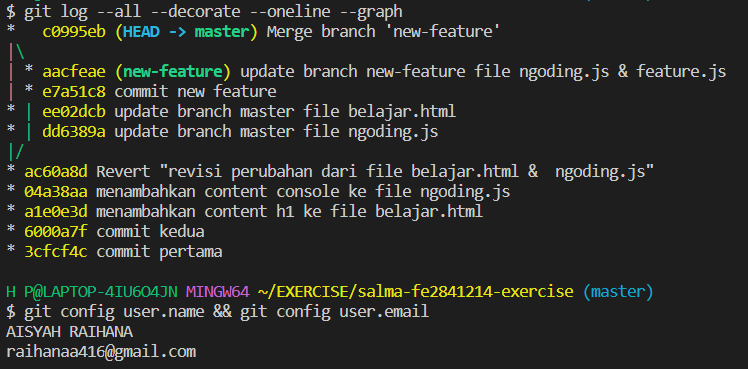 $ git log --all --decorate --oneline --graph
*   c0995eb (HEAD -> master) Merge branch 'new-feature'
|\
| * aacfeae (new-feature) update branch new-feature file ngoding.js & feature.js
| * e7a51c8 commit new feature
* | ee02dcb update branch master file belajar.html
* | dd6389a update branch master file ngoding.js
|/
* ac60a8d Revert "revisi perubahan dari file belajar.html &  ngoding.js"
* 04a38aa menambahkan content console ke file ngoding.js
* a1e0e3d menambahkan content h1 ke file belajar.html
* 6000a7f commit kedua
* 3cfcf4c commit pertama
H P@LAPTOP-4IU6O4JN MINGW64 ~/EXERCISE/salma-fe2841214-exercise (master)
$ git config user.name && git config user.email
AISYAH RAIHANA
raihanaa416@gmail.com